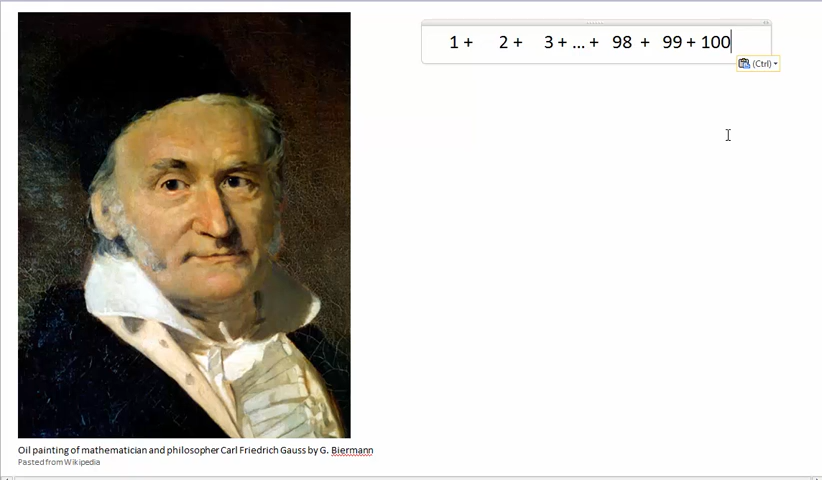 1 + 2 + 3 + ... + 98 + 99 + 100
(Ctrl)
Oil painting of mathematician and philosopher Carl Friedrich Gauss by G. Biermann
Pasted from Wikipedia